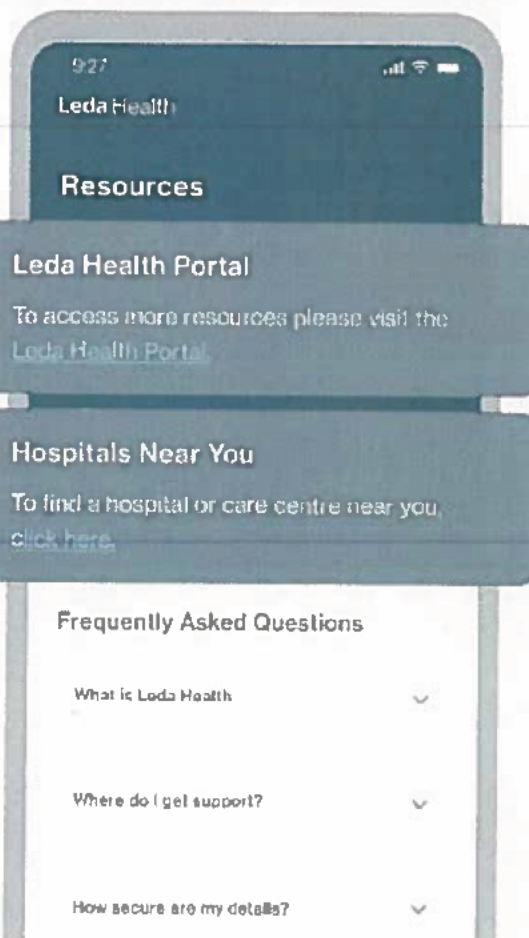 9:27
Leda Health
Resources
Leda Health Portal
To access more resources please visit the
Leda Health Portal.
Hospitals Near You
To find a hospital or care centre near you,
click here.
Frequently Asked Questions
What is Leda Health
Where do I get support?
How secure are my details?